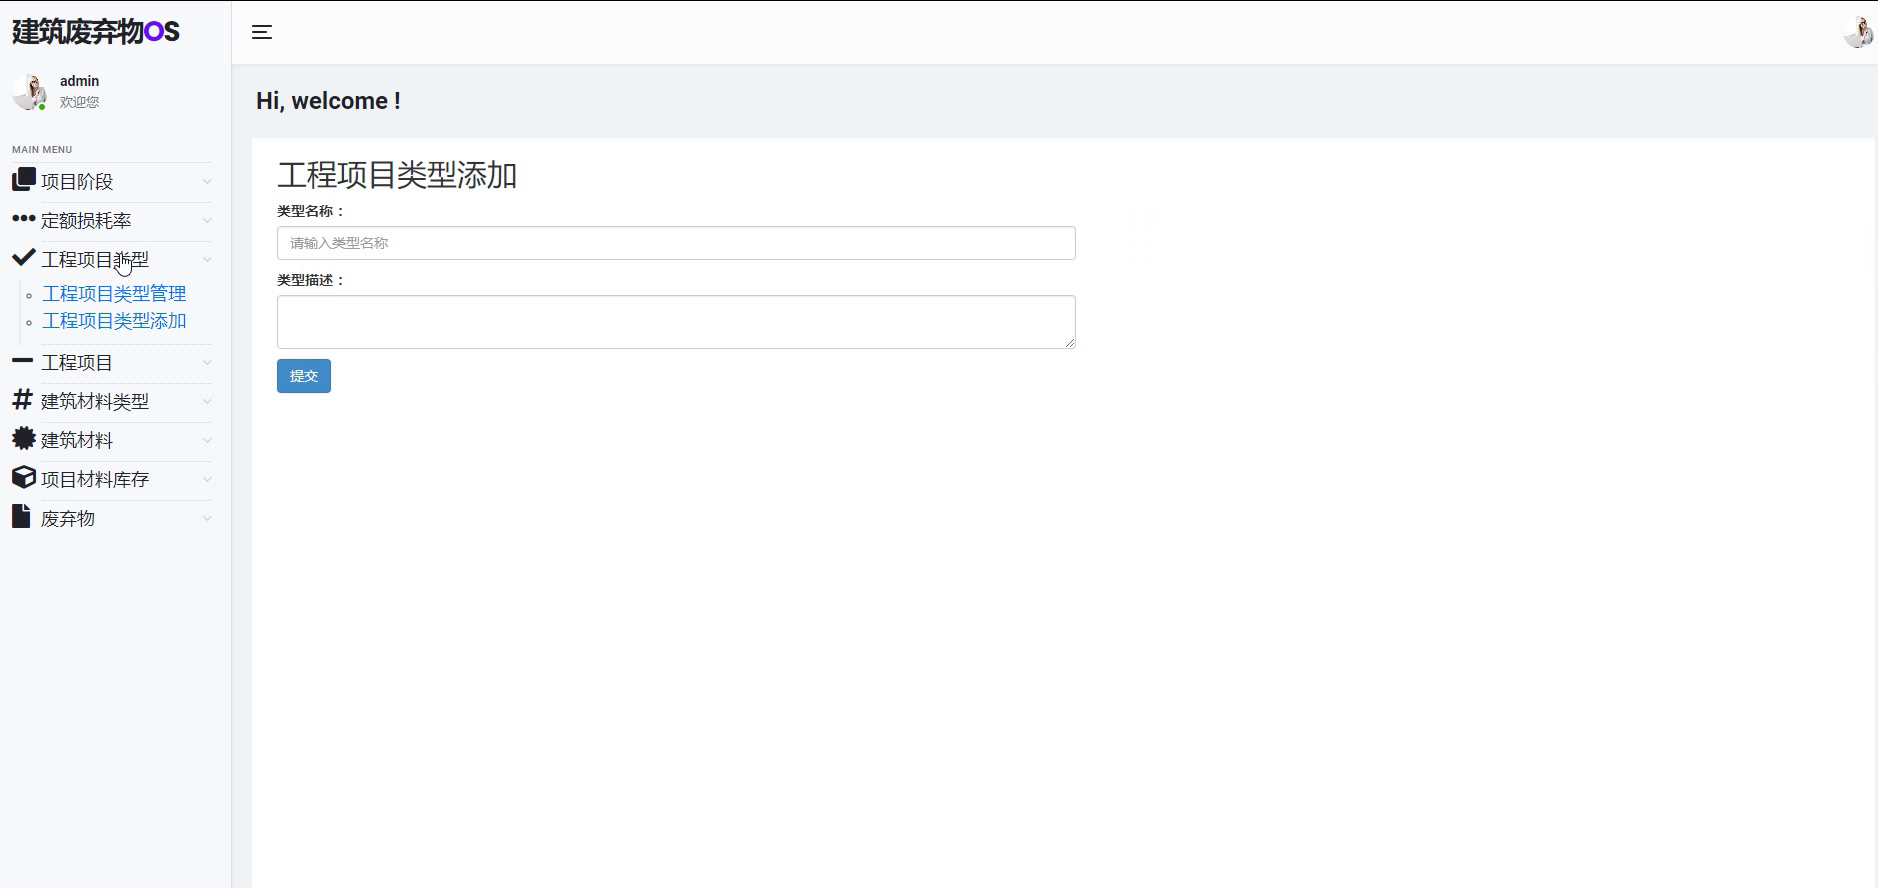 建筑废弃物OS
admin
欢迎您
MAIN MENU
项目阶段
定额损耗率
工程项目类型
工程项目类型管理
工程项目类型添加
工程项目
建筑材料类型
建筑材料
项目材料库存
废弃物
Hi, welcome !
工程项目类型添加
类型名称：
请输入类型名称
类型描述：
提交